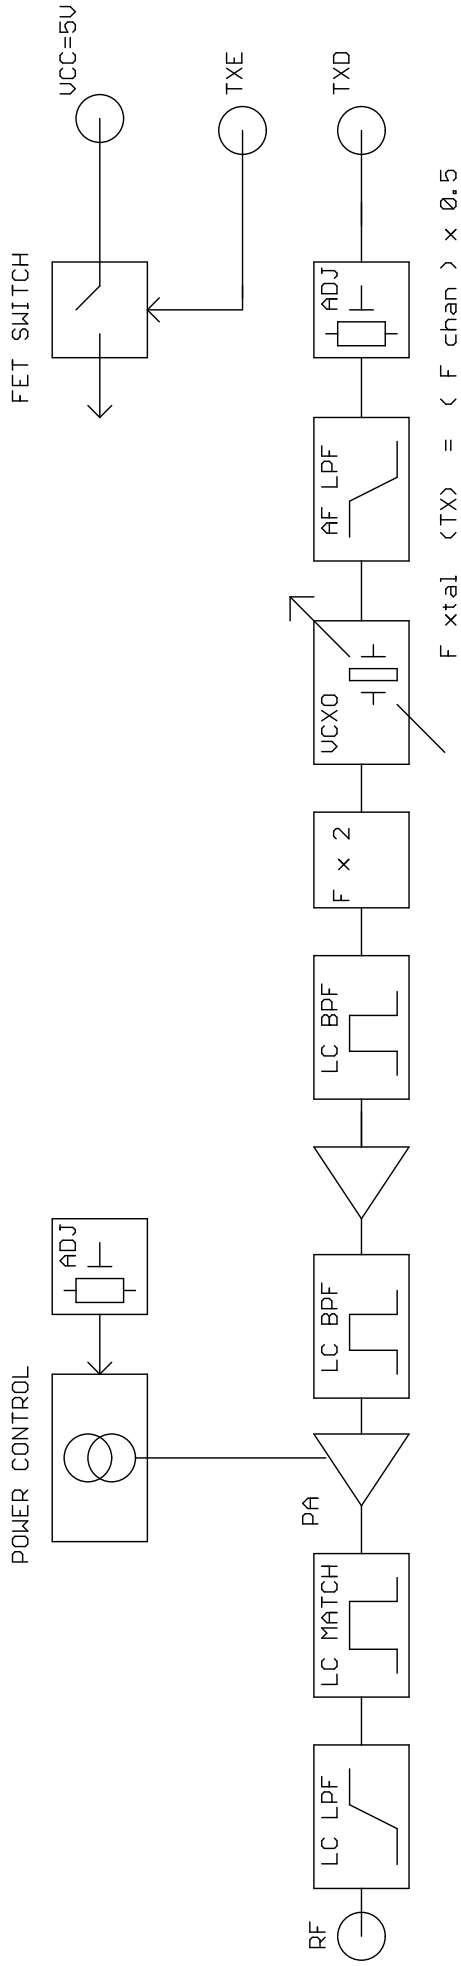 POWER CONTROL
FET SWITCH
ADJ
VCC=5V
TXE
RF
LC LPF
LC MATCH
PA
LC BPF
LC BPF
F x 2
VCXO
AF LPF
ADJ
TXD
F xtal (TX) = ( F chan ) x 0.5